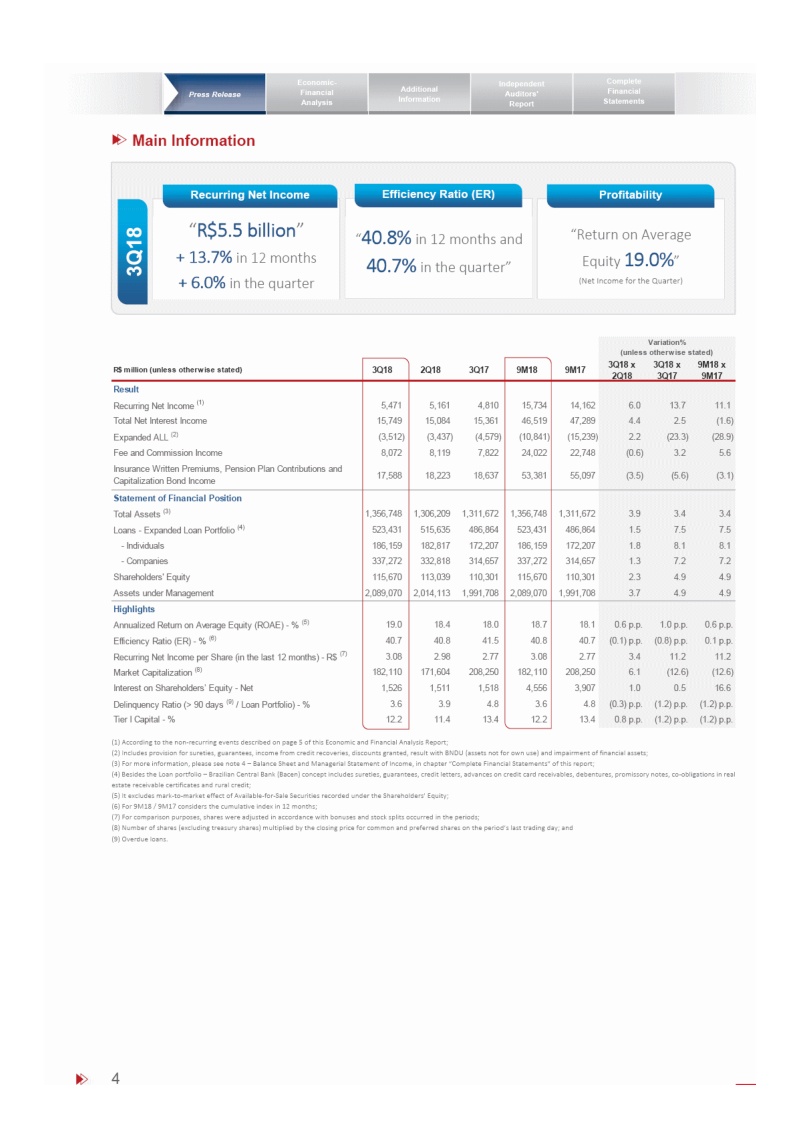 Press Release
Economic-
Financial
Analysis
Additional
Information
Independent
Auditors'
Report
Complete
Financial
Statements
Main Information
3Q18
Recurring Net Income
“R$5.5 billion”
+ 13.7% in 12 months
+ 6.0% in the quarter
Efficiency Ratio (ER)
“40.8% in 12 months and
40.7% in the quarter”
Profitability
“Return on Average
Equity 19.0%”
(Net Income for the Quarter)
Variation%
(unless otherwise stated)
R$ million (unless otherwise stated) 3Q18 2Q18 3Q17 9M18 9M17 3Q18 x 3Q18 x 9M18 x
2Q18 3Q17 9M17
Result
Recurring Net Income (1) 5,471 5,161 4,810 15,734 14,162 6.0 13.7 11.1
Total Net Interest Income 15,749 15,084 15,361 46,519 47,289 4.4 2.5 (1.6)
Expanded ALL (2) (3,512) (3,437) (4,579) (10,841) (15,239) 2.2 (23.3) (28.9)
Fee and Commission Income 8,072 8,119 7,822 24,022 22,748 (0.6) 3.2 5.6
Insurance Written Premiums, Pension Plan Contributions and
Capitalization Bond Income 17,588 18,223 18,637 53,381 55,097 (3.5) (5.6) (3.1)
Statement of Financial Position
Total Assets (3) 1,356,748 1,306,209 1,311,672 1,356,748 1,311,672 3.9 3.4 3.4
Loans - Expanded Loan Portfolio (4) 523,431 515,635 486,864 523,431 486,864 1.5 7.5 7.5
- Individuals 186,159 182,817 172,207 186,159 172,207 1.8 8.1 8.1
- Companies 337,272 332,818 314,657 337,272 314,657 1.3 7.2 7.2
Shareholders' Equity 115,670 113,039 110,301 115,670 110,301 2.3 4.9 4.9
Assets under Management 2,089,070 2,014,113 1,991,708 2,089,070 1,991,708 3.7 4.9 4.9
Highlights
Annualized Return on Average Equity (ROAE) - % (5) 19.0 18.4 18.0 18.7 18.1 0.6 p.p. 1.0 p.p. 0.6 p.p.
Efficiency Ratio (ER) - % (6) 40.7 40.8 41.5 40.8 40.7 (0.1) p.p. (0.8) p.p. 0.1 p.p.
Recurring Net Income per Share (in the last 12 months) - R$ (7) 3.08 2.98 2.77 3.08 2.77 3.4 11.2 11.2
Market Capitalization (8) 182,110 171,604 208,250 182,110 208,250 6.1 (12.6) (12.6)
Interest on Shareholders' Equity - Net 1,526 1,511 1,518 4,556 3,907 1.0 0.5 16.6
Delinquency Ratio (> 90 days (9) / Loan Portfolio) - % 3.6 3.9 4.8 3.6 4.8 (0.3) p.p. (1.2) p.p. (1.2) p.p.
Tier I Capital - % 12.2 11.4 13.4 12.2 13.4 0.8 p.p. (1.2) p.p. (1.2) p.p.
(1) According to the non-recurring events described on page 5 of this Economic and Financial Analysis Report;
(2) Includes provision for sureties, guarantees, income from credit recoveries, discounts granted, result with BNDU (assets not for own use) and impairment of financial assets;
(3) For more information, please see note 4 – Balance Sheet and Managerial Statement of Income, in chapter "Complete Financial Statements" of this report;
(4) Besides the Loan portfolio – Brazilian Central Bank (Bacen) concept includes sureties, guarantees, credit letters, advances on credit card receivables, debentures, promissory notes, co-obligations in real
estate receivable certificates and rural credit;
(5) It excludes mark-to-market effect of Available-for-Sale Securities recorded under the Shareholders' Equity;
(6) For 9M18 / 9M17 considers the cumulative index in 12 months;
(7) For comparison purposes, shares were adjusted in accordance with bonuses and stock splits occurred in the periods;
(8) Number of shares (excluding treasury shares) multiplied by the closing price for common and preferred shares on the period's last trading day; and
(9) Overdue loans.
4